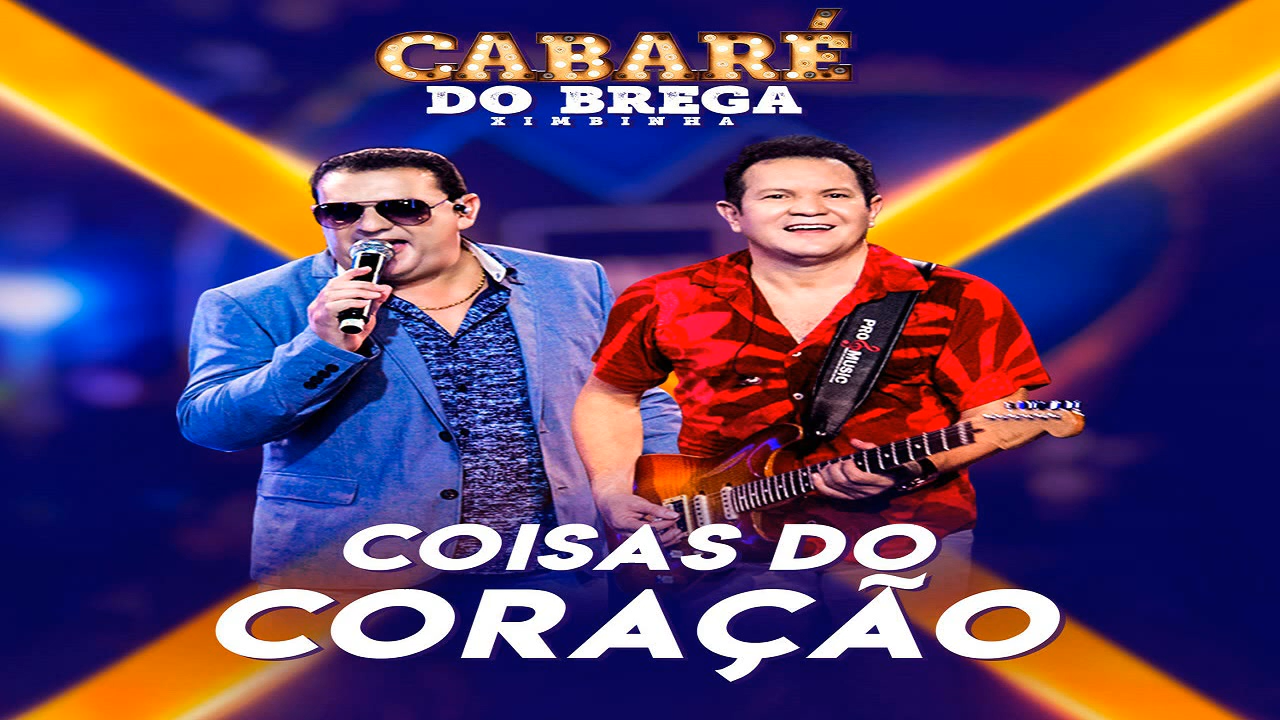 CABARÉ
DO BREGA
XIMBINHA
PRO MUSIC
COISAS DO
CORAÇÃO